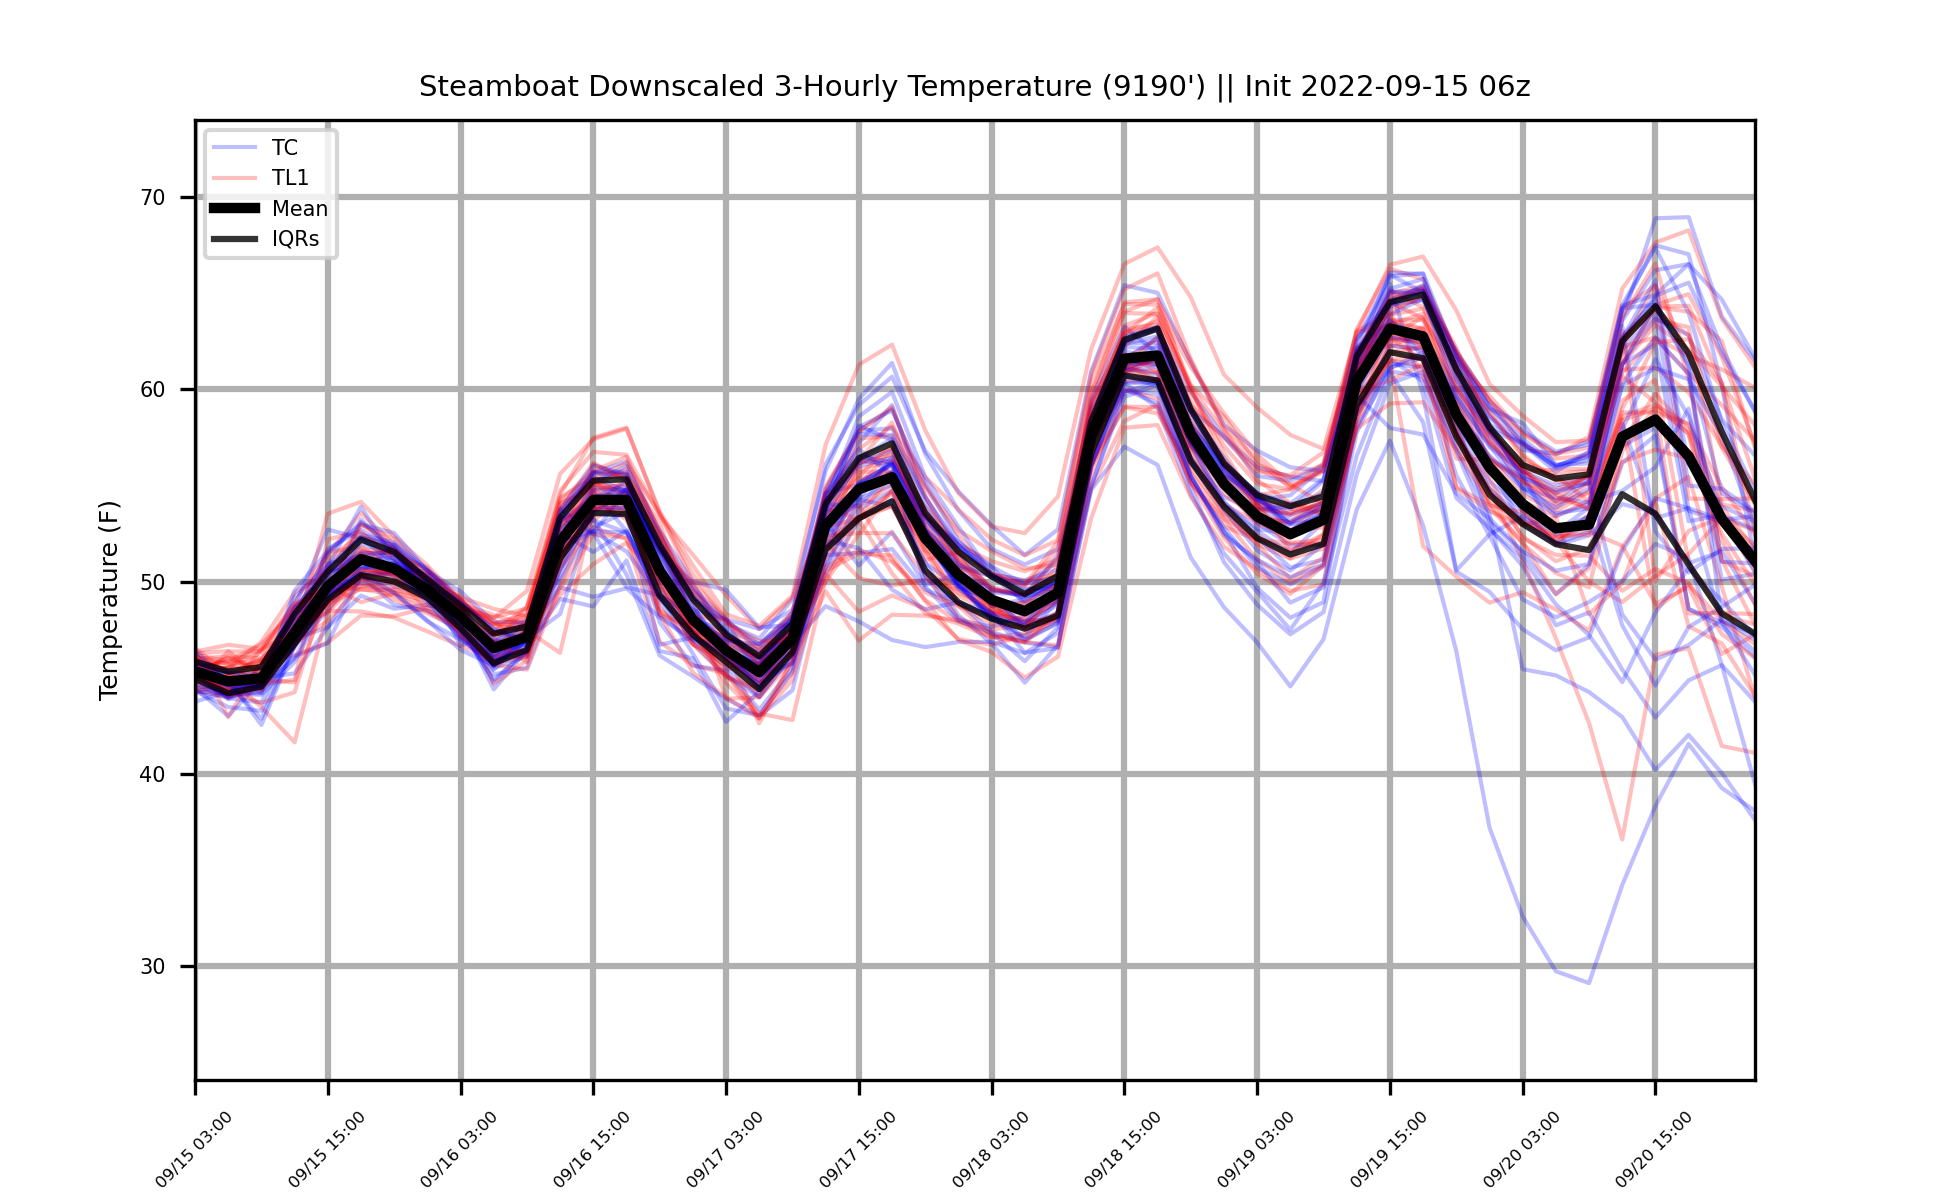 Steamboat Downscaled 3-Hourly Temperature (9190') || Init 2022-09-15 06z
TC
TL1
Mean
IQRs
Temperature (F)
70
60
50
40
30
09/15 03:00
09/15 15:00
09/16 03:00
09/16 15:00
09/17 03:00
09/17 15:00
09/18 03:00
09/18 15:00
09/19 03:00
09/19 15:00
09/20 03:00
09/20 15:00